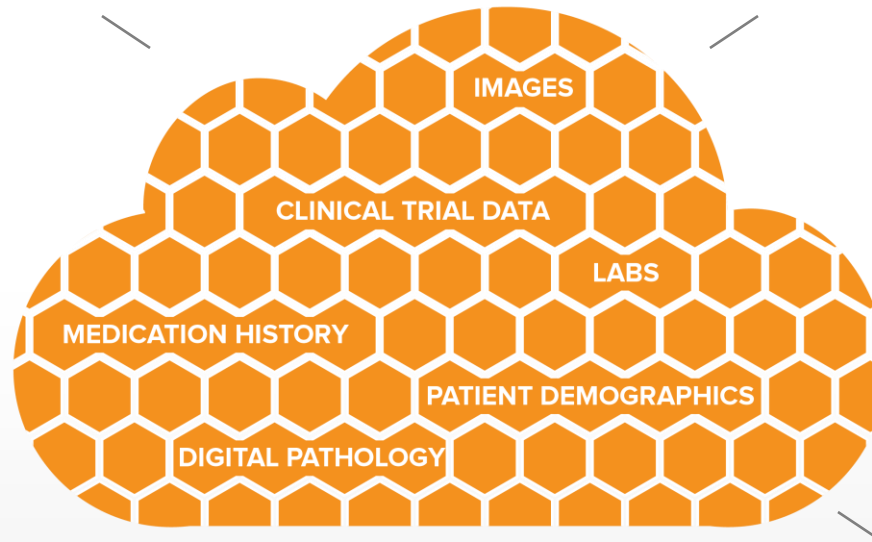 IMAGES
CLINICAL TRIAL DATA
LABS
MEDICATION HISTORY
PATIENT DEMOGRAPHICS
DIGITAL PATHOLOGY